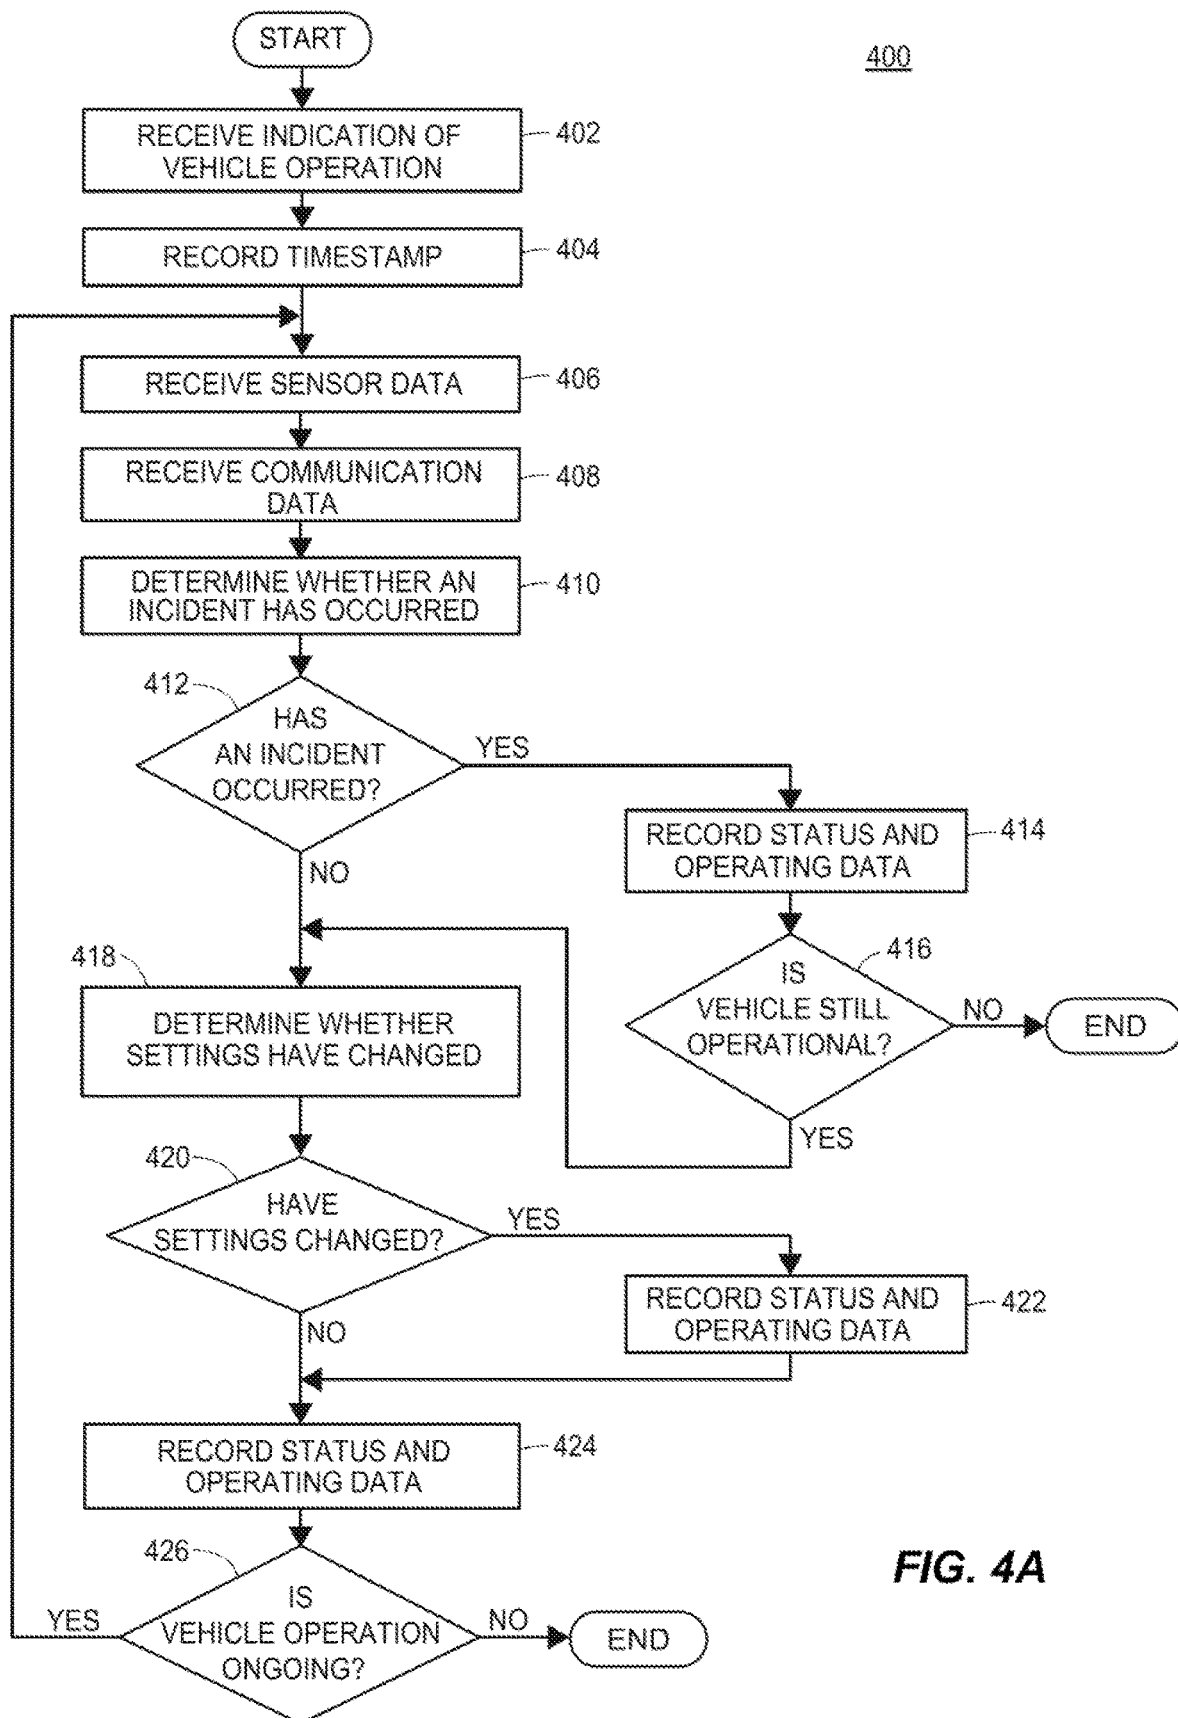 START
400
RECEIVE INDICATION OF
VEHICLE OPERATION
402
RECORD TIMESTAMP
404
RECEIVE SENSOR DATA
406
RECEIVE COMMUNICATION
DATA
408
DETERMINE WHETHER AN
INCIDENT HAS OCCURRED
410
412
HAS
AN INCIDENT
OCCURRED?
YES
NO
RECORD STATUS AND
OPERATING DATA
414
416
IS
VEHICLE STILL
OPERATIONAL?
NO
END
YES
418
DETERMINE WHETHER
SETTINGS HAVE CHANGED
420
HAVE
SETTINGS CHANGED?
YES
NO
RECORD STATUS AND
OPERATING DATA
422
RECORD STATUS AND
OPERATING DATA
424
426
IS
VEHICLE OPERATION
ONGOING?
YES
NO
END
FIG. 4A